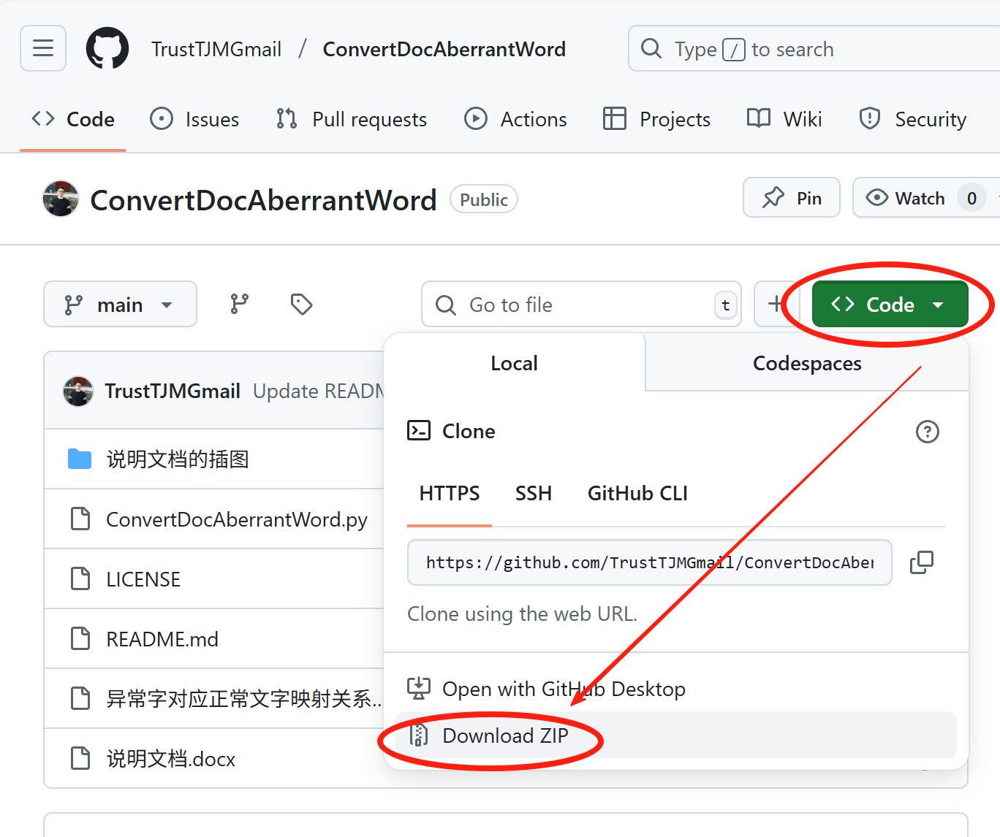 TrustTJMGmail / ConvertDocAberrantWord
Type / to search
Code
Issues
Pull requests
Actions
Projects
Wiki
Security
ConvertDocAberrantWord
Public
Pin
Watch 0
main
Go to file
t
Code
Local
Codespaces
TrustTJMGmail Update READM
Clone
HTTPS
SSH
GitHub CLI
https://github.com/TrustTJMGmail/ConvertDocAber
Clone using the web URL.
Open with GitHub Desktop
Download ZIP
说明文档的插图
ConvertDocAberrantWord.py
LICENSE
README.md
异常字对应正常文字映射关系...
说明文档.docx